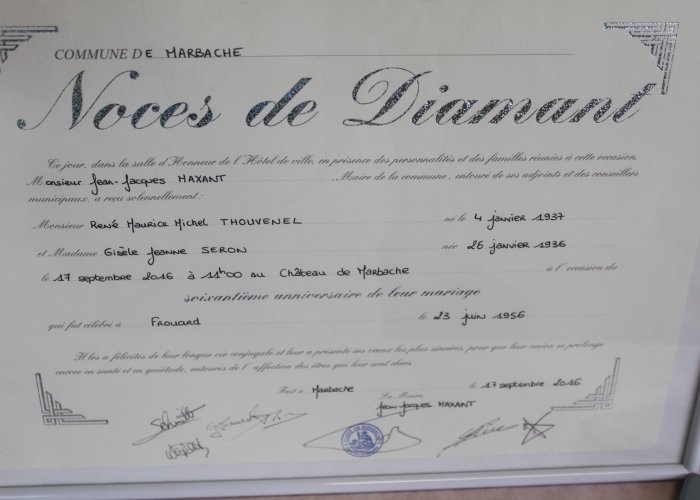 COMMUNE DE MARBACHE
Noces de Diamant
Ce jour, dans la salle d'Honneur de l'Hôtel de ville, en présence des personnalités et des familles réunies à cette occasion,
Monsieur Jean-Jacques MAXANT Maire de la commune, entouré de ses adjoints et des conseillers
municipaux, a reçu solennellement :
Monsieur René Maurice Michel THOUVENEL né le 4 janvier 1937
et Madame Gisèle Jeanne SERON née 26 janvier 1936
le 17 septembre 2016 à 11h00 au Château de Marbache à l'occasion du
soixantième anniversaire de leur mariage
qui fut célébré à FROUARD le 23 juin 1956
Il les a félicités de leur longue vie conjugale et leur a présenté ses vœux les plus sincères, pour que leur union se prolonge
encore en santé et en quiétude, entourés de l'affection des êtres qui leur sont chers.
Fait à Marbache le 17 septembre 2016
Le Maire,
Jean-Jacques MAXANT